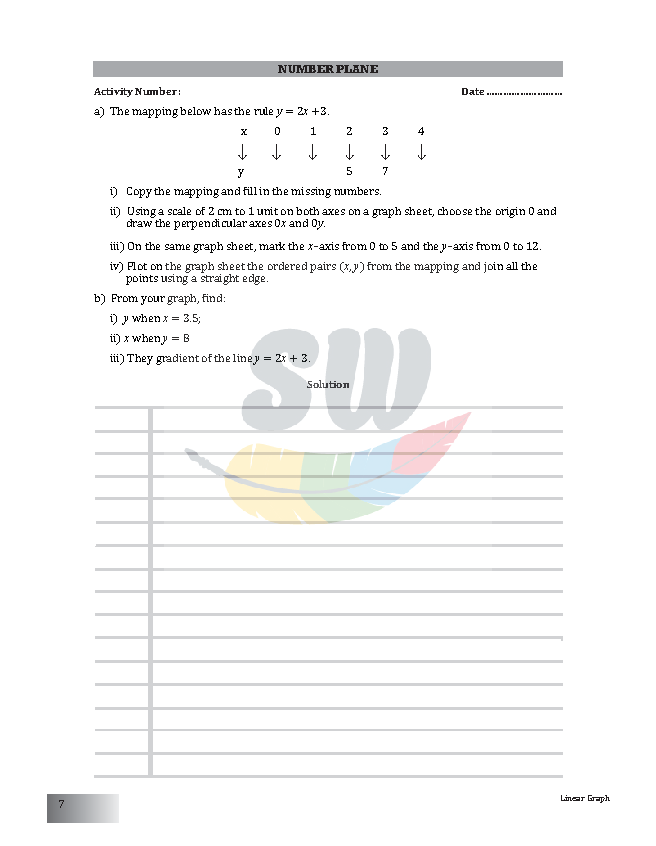 NUMBER PLANE
Activity Number: Date ...........................
a) The mapping below has the rule y = 2x +3.
x 0 1 2 3 4
↓ ↓ ↓ ↓ ↓ ↓
y 5 7
i) Copy the mapping and fill in the missing numbers.
ii) Using a scale of 2 cm to 1 unit on both axes on a graph sheet, choose the origin 0 and
draw the perpendicular axes 0x and 0y.
iii) On the same graph sheet, mark the x–axis from 0 to 5 and the y–axis from 0 to 12.
iv) Plot on the graph sheet the ordered pairs (x, y) from the mapping and join all the
points using a straight edge.
b) From your graph, find:
i) y when x = 3.5;
ii) x when y = 8
iii) They gradient of the line y = 2x + 3.
Solution
sw
7
Linear Graph